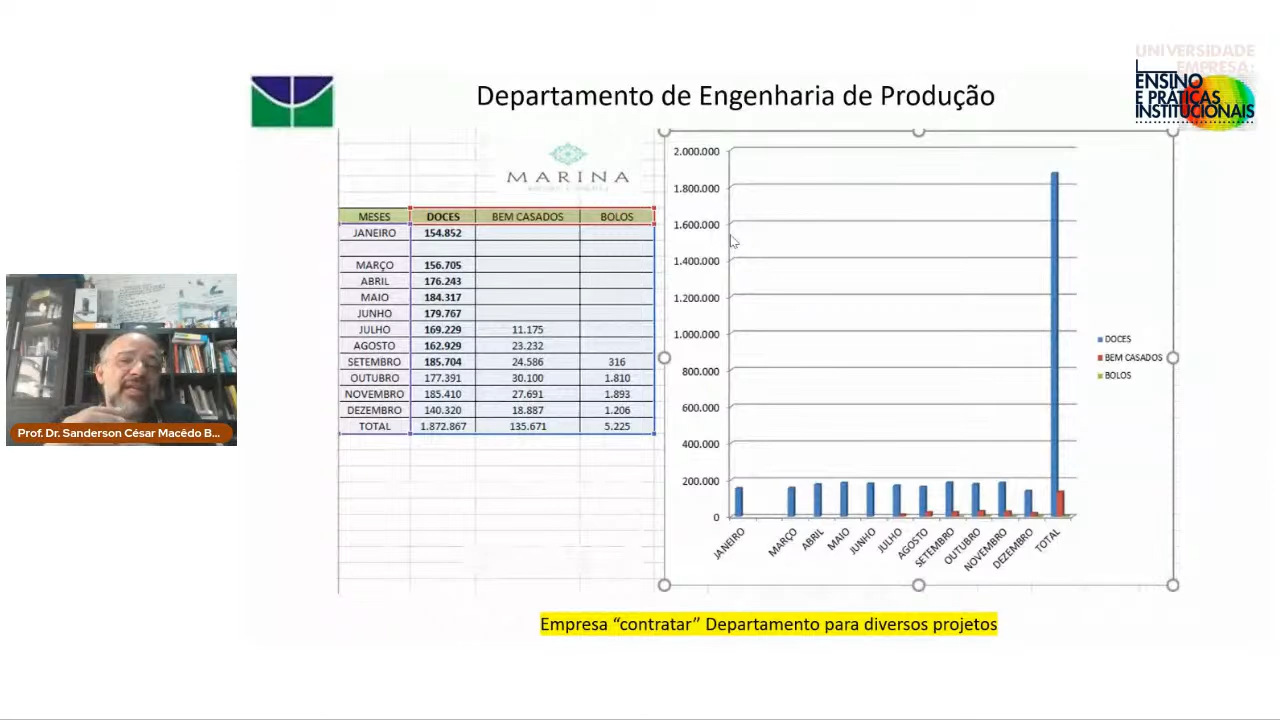 UNIVERSIDADE
EMPRESA:
ENSINO
E PRÁTICAS
INSTITUCIONAIS
Departamento de Engenharia de Produção
MARINA
MESES DOCES BEM CASADOS BOLOS
JANEIRO 154.852
MARÇO 156.705
ABRIL 176.243
MAIO 184.317
JUNHO 179.767
JULHO 169.229 11.175
AGOSTO 162.929 23.232
SETEMBRO 185.704 24.586 316
OUTUBRO 177.391 30.100 1.810
NOVEMBRO 185.410 27.691 1.893
DEZEMBRO 140.320 18.887 1.206
TOTAL 1.872.867 135.671 5.225
2.000.000
1.800.000
1.600.000
1.400.000
1.200.000
1.000.000
800.000
600.000
400.000
200.000
0
JANEIRO MARÇO ABRIL MAIO JUNHO JULHO AGOSTO SETEMBRO OUTUBRO NOVEMBRO DEZEMBRO TOTAL
DOCES
BEM CASADOS
BOLOS
Prof. Dr. Sanderson César Macêdo B...
Empresa “contratar” Departamento para diversos projetos